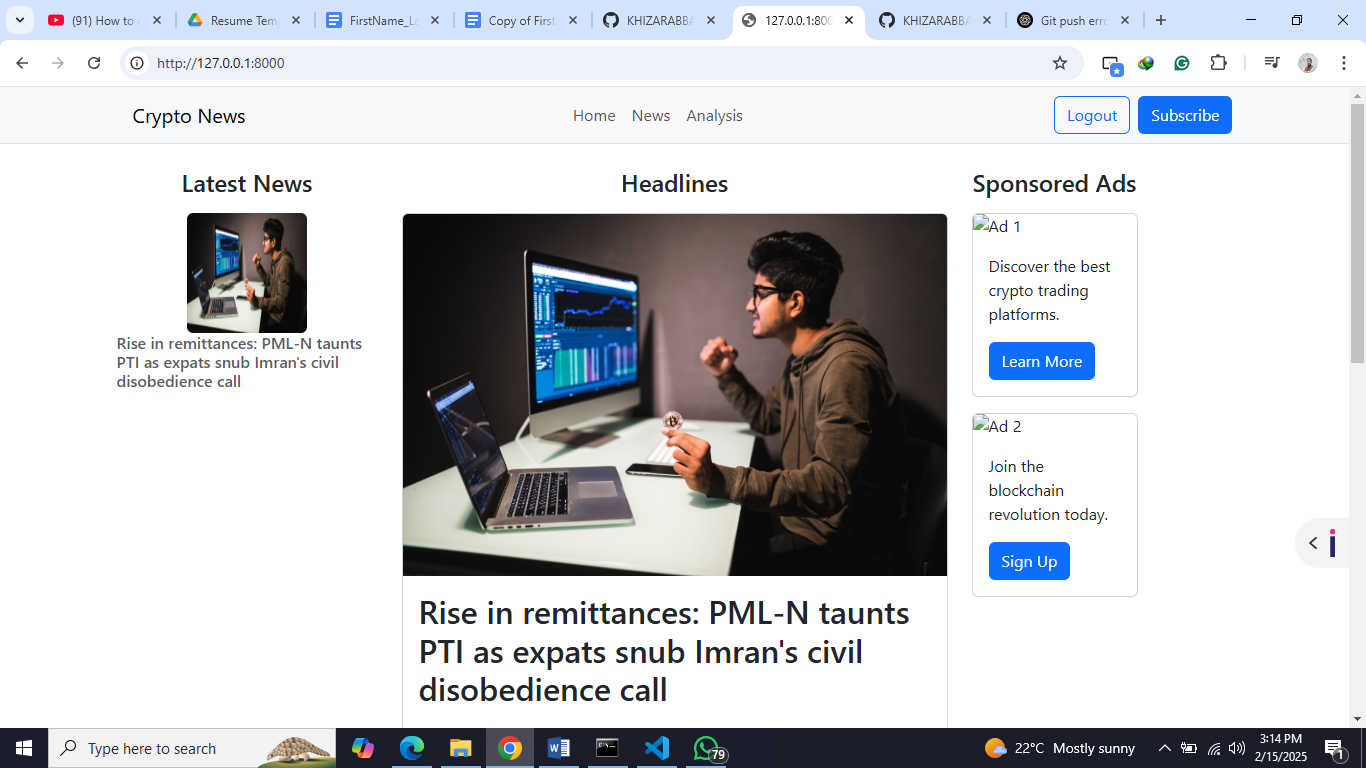 (91) How to
Resume Tem
FirstName_La
Copy of First
KHIZARABBA
127.0.0.1:800
KHIZARABBA
Git push erro
http://127.0.0.1:8000
Crypto News
Home
News
Analysis
Logout
Subscribe
Latest News
Rise in remittances: PML-N taunts
PTI as expats snub Imran's civil
disobedience call
Headlines
Rise in remittances: PML-N taunts
PTI as expats snub Imran's civil
disobedience call
Sponsored Ads
Ad 1
Discover the best
crypto trading
platforms.
Learn More
Ad 2
Join the
blockchain
revolution today.
Sign Up
Type here to search
79
22°C Mostly sunny
3:14 PM
2/15/2025
1